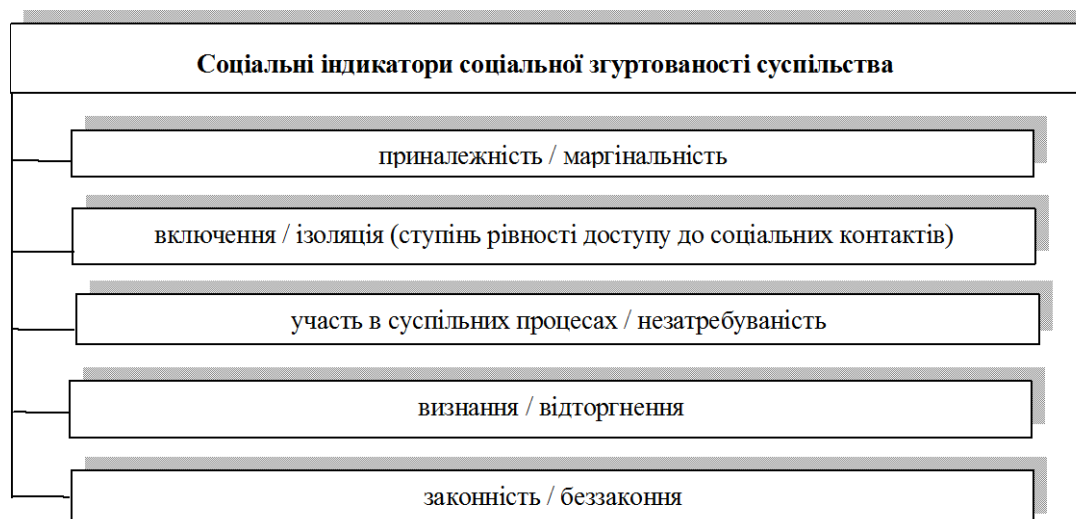 Соціальні індикатори соціальної згуртованості суспільства
приналежність / маргінальність
включення / ізоляція (ступінь рівності доступу до соціальних контактів)
участь в суспільних процесах / незатребуваність
визнання / відторгнення
законність / беззаконня